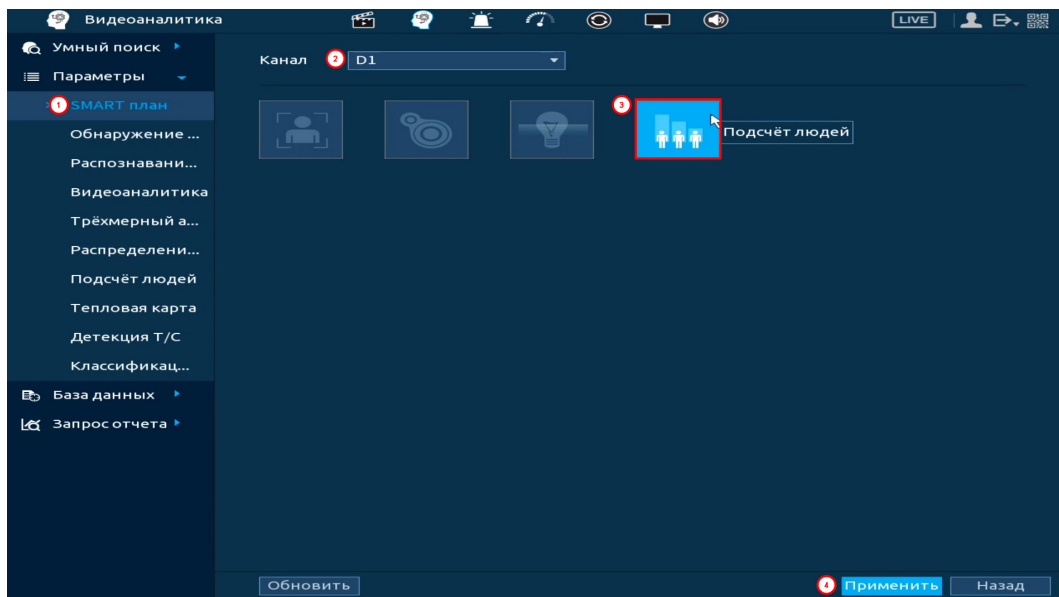 Видеоаналитика
LIVE
Умный поиск
Параметры
1 SMART план
Обнаружение ...
Распознавани...
Видеоаналитика
Трёхмерный а...
Распределени...
Подсчёт людей
Тепловая карта
Детекция Т/С
Классификац...
База данных
Запрос отчета
Канал 2 D1
3 Подсчёт людей
Обновить
4 Применить
Назад